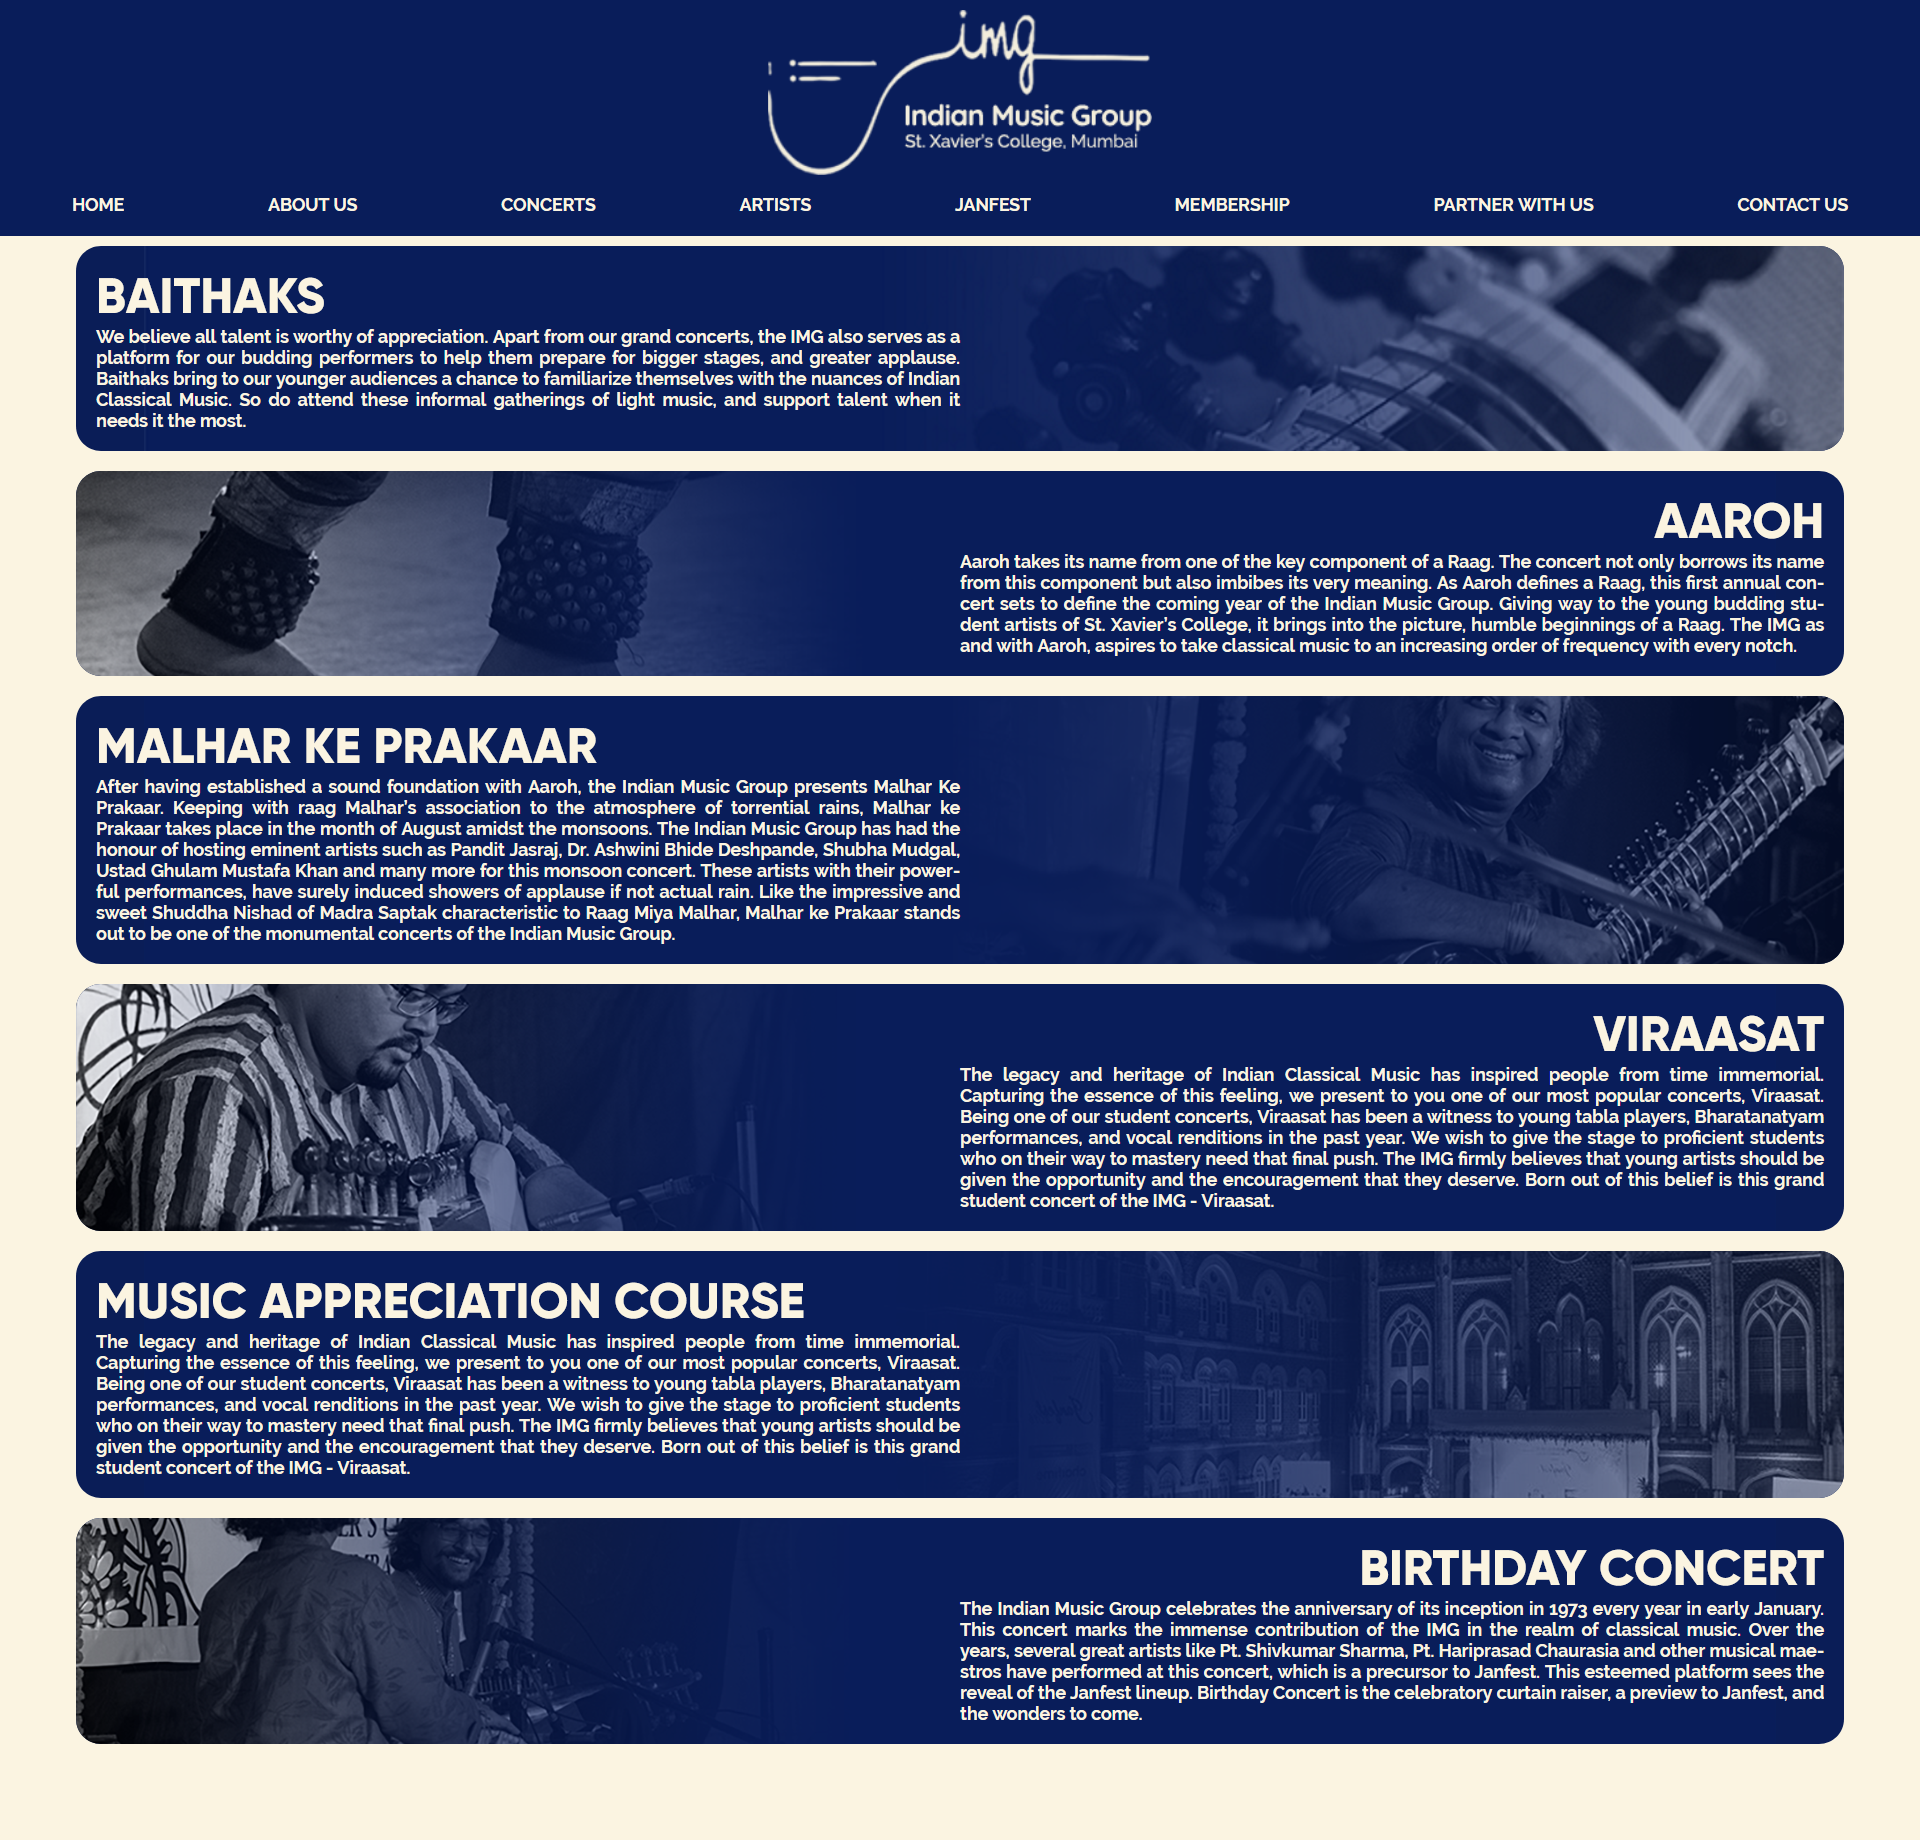 img
Indian Music Group
St. Xavier's College, Mumbai
HOME ABOUT US CONCERTS ARTISTS JANFEST MEMBERSHIP PARTNER WITH US CONTACT US
BAITHAKS
We believe all talent is worthy of appreciation. Apart from our grand concerts, the IMG also serves as a
platform for our budding performers to help them prepare for bigger stages, and greater applause.
Baithaks bring to our younger audiences a chance to familiarize themselves with the nuances of Indian
Classical Music. So do attend these informal gatherings of light music, and support talent when it
needs it the most.
AAROH
Aaroh takes its name from one of the key component of a Raag. The concert not only borrows its name
from this component but also imbibes its very meaning. As Aaroh defines a Raag, this first annual con-
cert sets to define the coming year of the Indian Music Group. Giving way to the young budding stu-
dent artists of St. Xavier's College, it brings into the picture, humble beginnings of a Raag. The IMG as
and with Aaroh, aspires to take classical music to an increasing order of frequency with every notch.
MALHAR KE PRAKAAR
After having established a sound foundation with Aaroh, the Indian Music Group presents Malhar Ke
Prakaar. Keeping with raag Malhar's association to the atmosphere of torrential rains, Malhar ke
Prakaar takes place in the month of August amidst the monsoons. The Indian Music Group has had the
honour of hosting eminent artists such as Pandit Jasraj, Dr. Ashwini Bhide Deshpande, Shubha Mudgal,
Ustad Ghulam Mustafa Khan and many more for this monsoon concert. These artists with their power-
ful performances, have surely induced showers of applause if not actual rain. Like the impressive and
sweet Shuddha Nishad of Madra Saptak characteristic to Raag Miya Malhar, Malhar ke Prakaar stands
out to be one of the monumental concerts of the Indian Music Group.
VIRAASAT
The legacy and heritage of Indian Classical Music has inspired people from time immemorial.
Capturing the essence of this feeling, we present to you one of our most popular concerts, Viraasat.
Being one of our student concerts, Viraasat has been a witness to young tabla players, Bharatanatyam
performances, and vocal renditions in the past year. We wish to give the stage to proficient students
who on their way to mastery need that final push. The IMG firmly believes that young artists should be
given the opportunity and the encouragement that they deserve. Born out of this belief is this grand
student concert of the IMG - Viraasat.
MUSIC APPRECIATION COURSE
The legacy and heritage of Indian Classical Music has inspired people from time immemorial.
Capturing the essence of this feeling, we present to you one of our most popular concerts, Viraasat.
Being one of our student concerts, Viraasat has been a witness to young tabla players, Bharatanatyam
performances, and vocal renditions in the past year. We wish to give the stage to proficient students
who on their way to mastery need that final push. The IMG firmly believes that young artists should be
given the opportunity and the encouragement that they deserve. Born out of this belief is this grand
student concert of the IMG - Viraasat.
BIRTHDAY CONCERT
The Indian Music Group celebrates the anniversary of its inception in 1973 every year in early January.
This concert marks the immense contribution of the IMG in the realm of classical music. Over the
years, several great artists like Pt. Shivkumar Sharma, Pt. Hariprasad Chaurasia and other musical mae-
stros have performed at this concert, which is a precursor to Janfest. This esteemed platform sees the
reveal of the Janfest lineup. Birthday Concert is the celebratory curtain raiser, a preview to Janfest, and
the wonders to come.